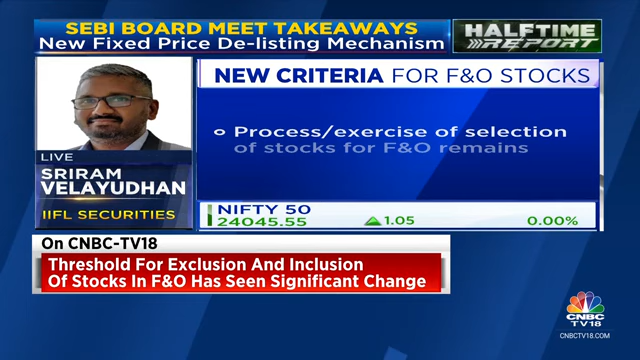 SEBI BOARD MEET TAKEAWAYS
New Fixed Price De-listing Mechanism
HALFTIME
REPORT
NEW CRITERIA FOR F&O STOCKS
Process/exercise of selection
of stocks for F&O remains
LIVE
SRIRAM
VELAYUDHAN
IIFL SECURITIES
NIFTY 50
24045.55 1.05 0.00%
On CNBC-TV18
Threshold For Exclusion And Inclusion
Of Stocks In F&O Has Seen Significant Change
CNBC
TV18
CNBCTV18.COM